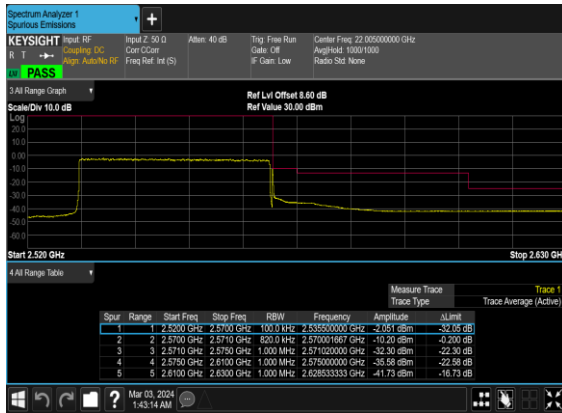 Spectrum Analyzer 1
Spurious Emissions
+
KEYSIGHT Input: RF Input Z: 50 Ω Atten: 40 dB Trig: Free Run Center Freq: 22.005000000 GHz
R T Coupling: DC Corr CCorr Gate: Off Avg|Hold: 1000/1000
Align: Auto/No RF Freq Ref: Int (S) IF Gain: Low Radio Std: None
PASS
3 All Range Graph Ref Lvl Offset 8.60 dB
Scale/Div 10.0 dB Ref Value 30.00 dBm
Log
20.0
10.0
0.00
-10.0
-20.0
-30.0
-40.0
-50.0
-60.0
Start 2.520 GHz Stop 2.630 GH
4 All Range Table
Measure Trace Trace 1
Trace Type Trace Average (Active)
Spur Range Start Freq Stop Freq RBW Frequency Amplitude ΔLimit
1 1 2.5200 GHz 2.5700 GHz 100.0 kHz 2.535500000 GHz -2.051 dBm -32.05 dB
2 2 2.5700 GHz 2.5710 GHz 820.0 kHz 2.570001667 GHz -10.20 dBm -0.200 dB
3 3 2.5710 GHz 2.5750 GHz 1.000 MHz 2.571020000 GHz -32.30 dBm -22.30 dB
4 4 2.5750 GHz 2.6100 GHz 1.000 MHz 2.575000000 GHz -35.58 dBm -22.58 dB
5 5 2.6100 GHz 2.6300 GHz 1.000 MHz 2.628533333 GHz -41.73 dBm -16.73 dB
? Mar 03, 2024
1:43:14 AM